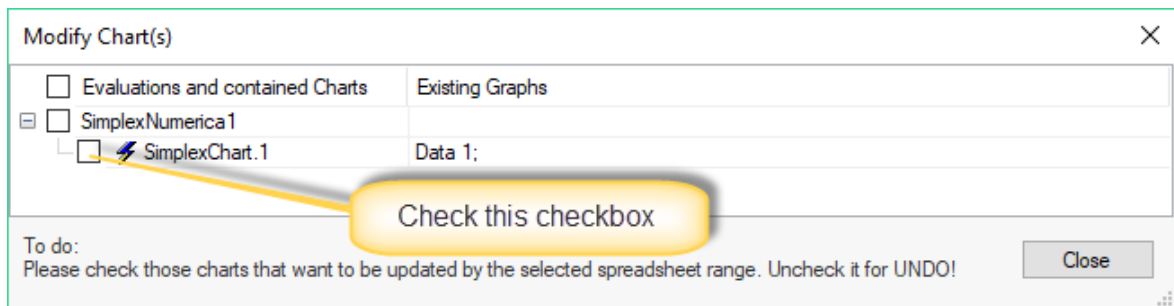 Modify Chart(s)
Evaluations and contained Charts Existing Graphs
SimplexNumerica1
SimplexChart.1 Data 1;
Check this checkbox
To do:
Please check those charts that want to be updated by the selected spreadsheet range. Uncheck it for UNDO!
Close